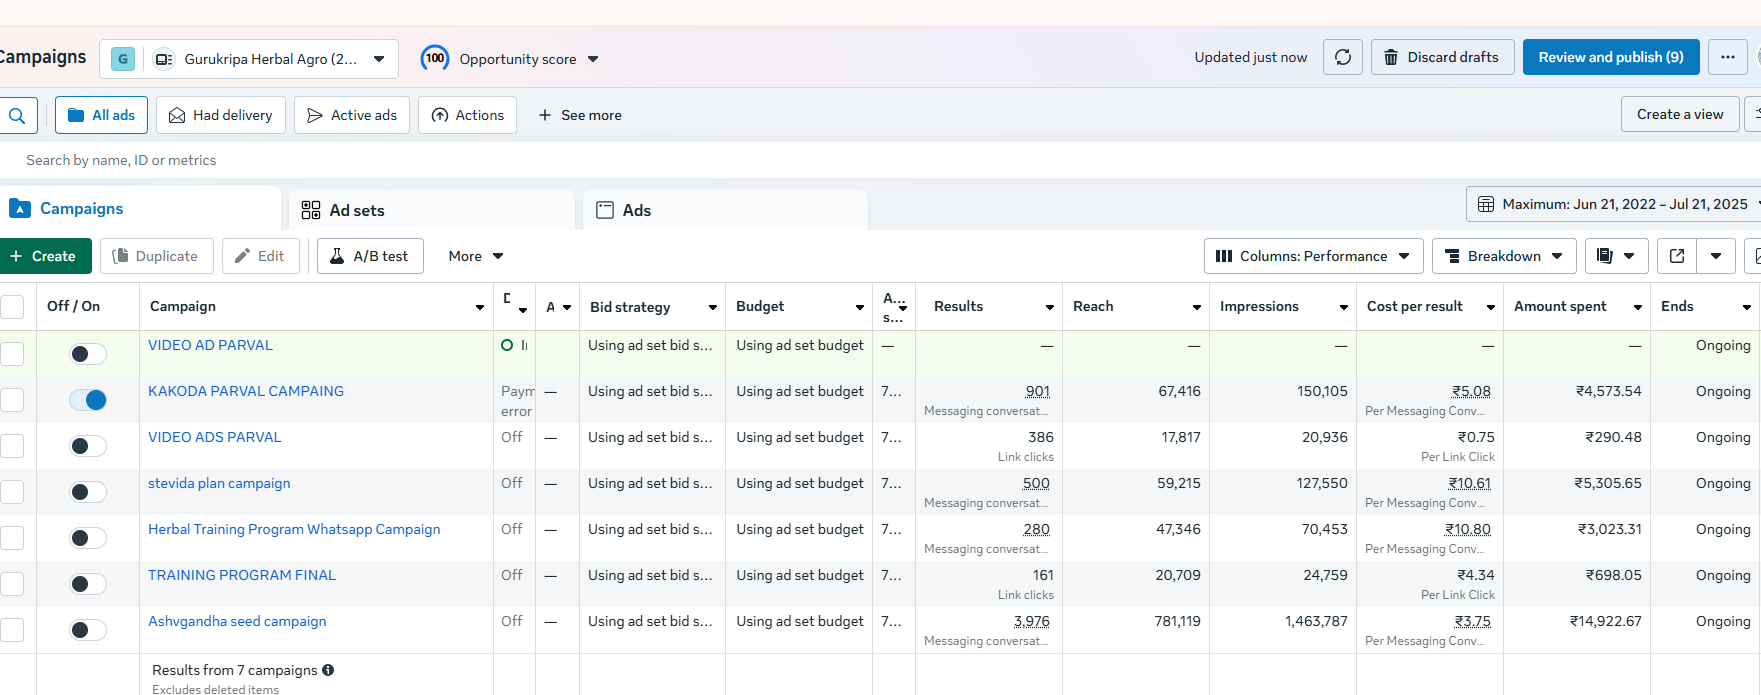 Campaigns
G
Gurukripa Herbal Agro (2...
100
Opportunity score
Updated just now
Discard drafts
Review and publish (9)
All ads
Had delivery
Active ads
Actions
+ See more
Create a view
Search by name, ID or metrics
Campaigns
Ad sets
Ads
Maximum: Jun 21, 2022 – Jul 21, 2025
+ Create
Duplicate
Edit
A/B test
More
Columns: Performance
Breakdown
Off / On
Campaign
D
A
Bid strategy
Budget
A...
s...
Results
Reach
Impressions
Cost per result
Amount spent
Ends
VIDEO AD PARVAL
Using ad set bid s...
Using ad set budget
—
—
—
—
—
—
Ongoing
KAKODA PARVAL CAMPAING
Paym
error
—
Using ad set bid s...
Using ad set budget
7...
901
Messaging conversat...
67,416
150,105
₹5.08
Per Messaging Conv...
₹4,573.54
Ongoing
VIDEO ADS PARVAL
Off
—
Using ad set bid s...
Using ad set budget
7...
386
Link clicks
17,817
20,936
₹0.75
Per Link Click
₹290.48
Ongoing
stevida plan campaign
Off
—
Using ad set bid s...
Using ad set budget
7...
500
Messaging conversat...
59,215
127,550
₹10.61
Per Messaging Conv...
₹5,305.65
Ongoing
Herbal Training Program Whatsapp Campaign
Off
—
Using ad set bid s...
Using ad set budget
7...
280
Messaging conversat...
47,346
70,453
₹10.80
Per Messaging Conv...
₹3,023.31
Ongoing
TRAINING PROGRAM FINAL
Off
—
Using ad set bid s...
Using ad set budget
7...
161
Link clicks
20,709
24,759
₹4.34
Per Link Click
₹698.05
Ongoing
Ashvgandha seed campaign
Off
—
Using ad set bid s...
Using ad set budget
7...
3,976
Messaging conversat...
781,119
1,463,787
₹3.75
Per Messaging Conv...
₹14,922.67
Ongoing
Results from 7 campaigns
Excludes deleted items